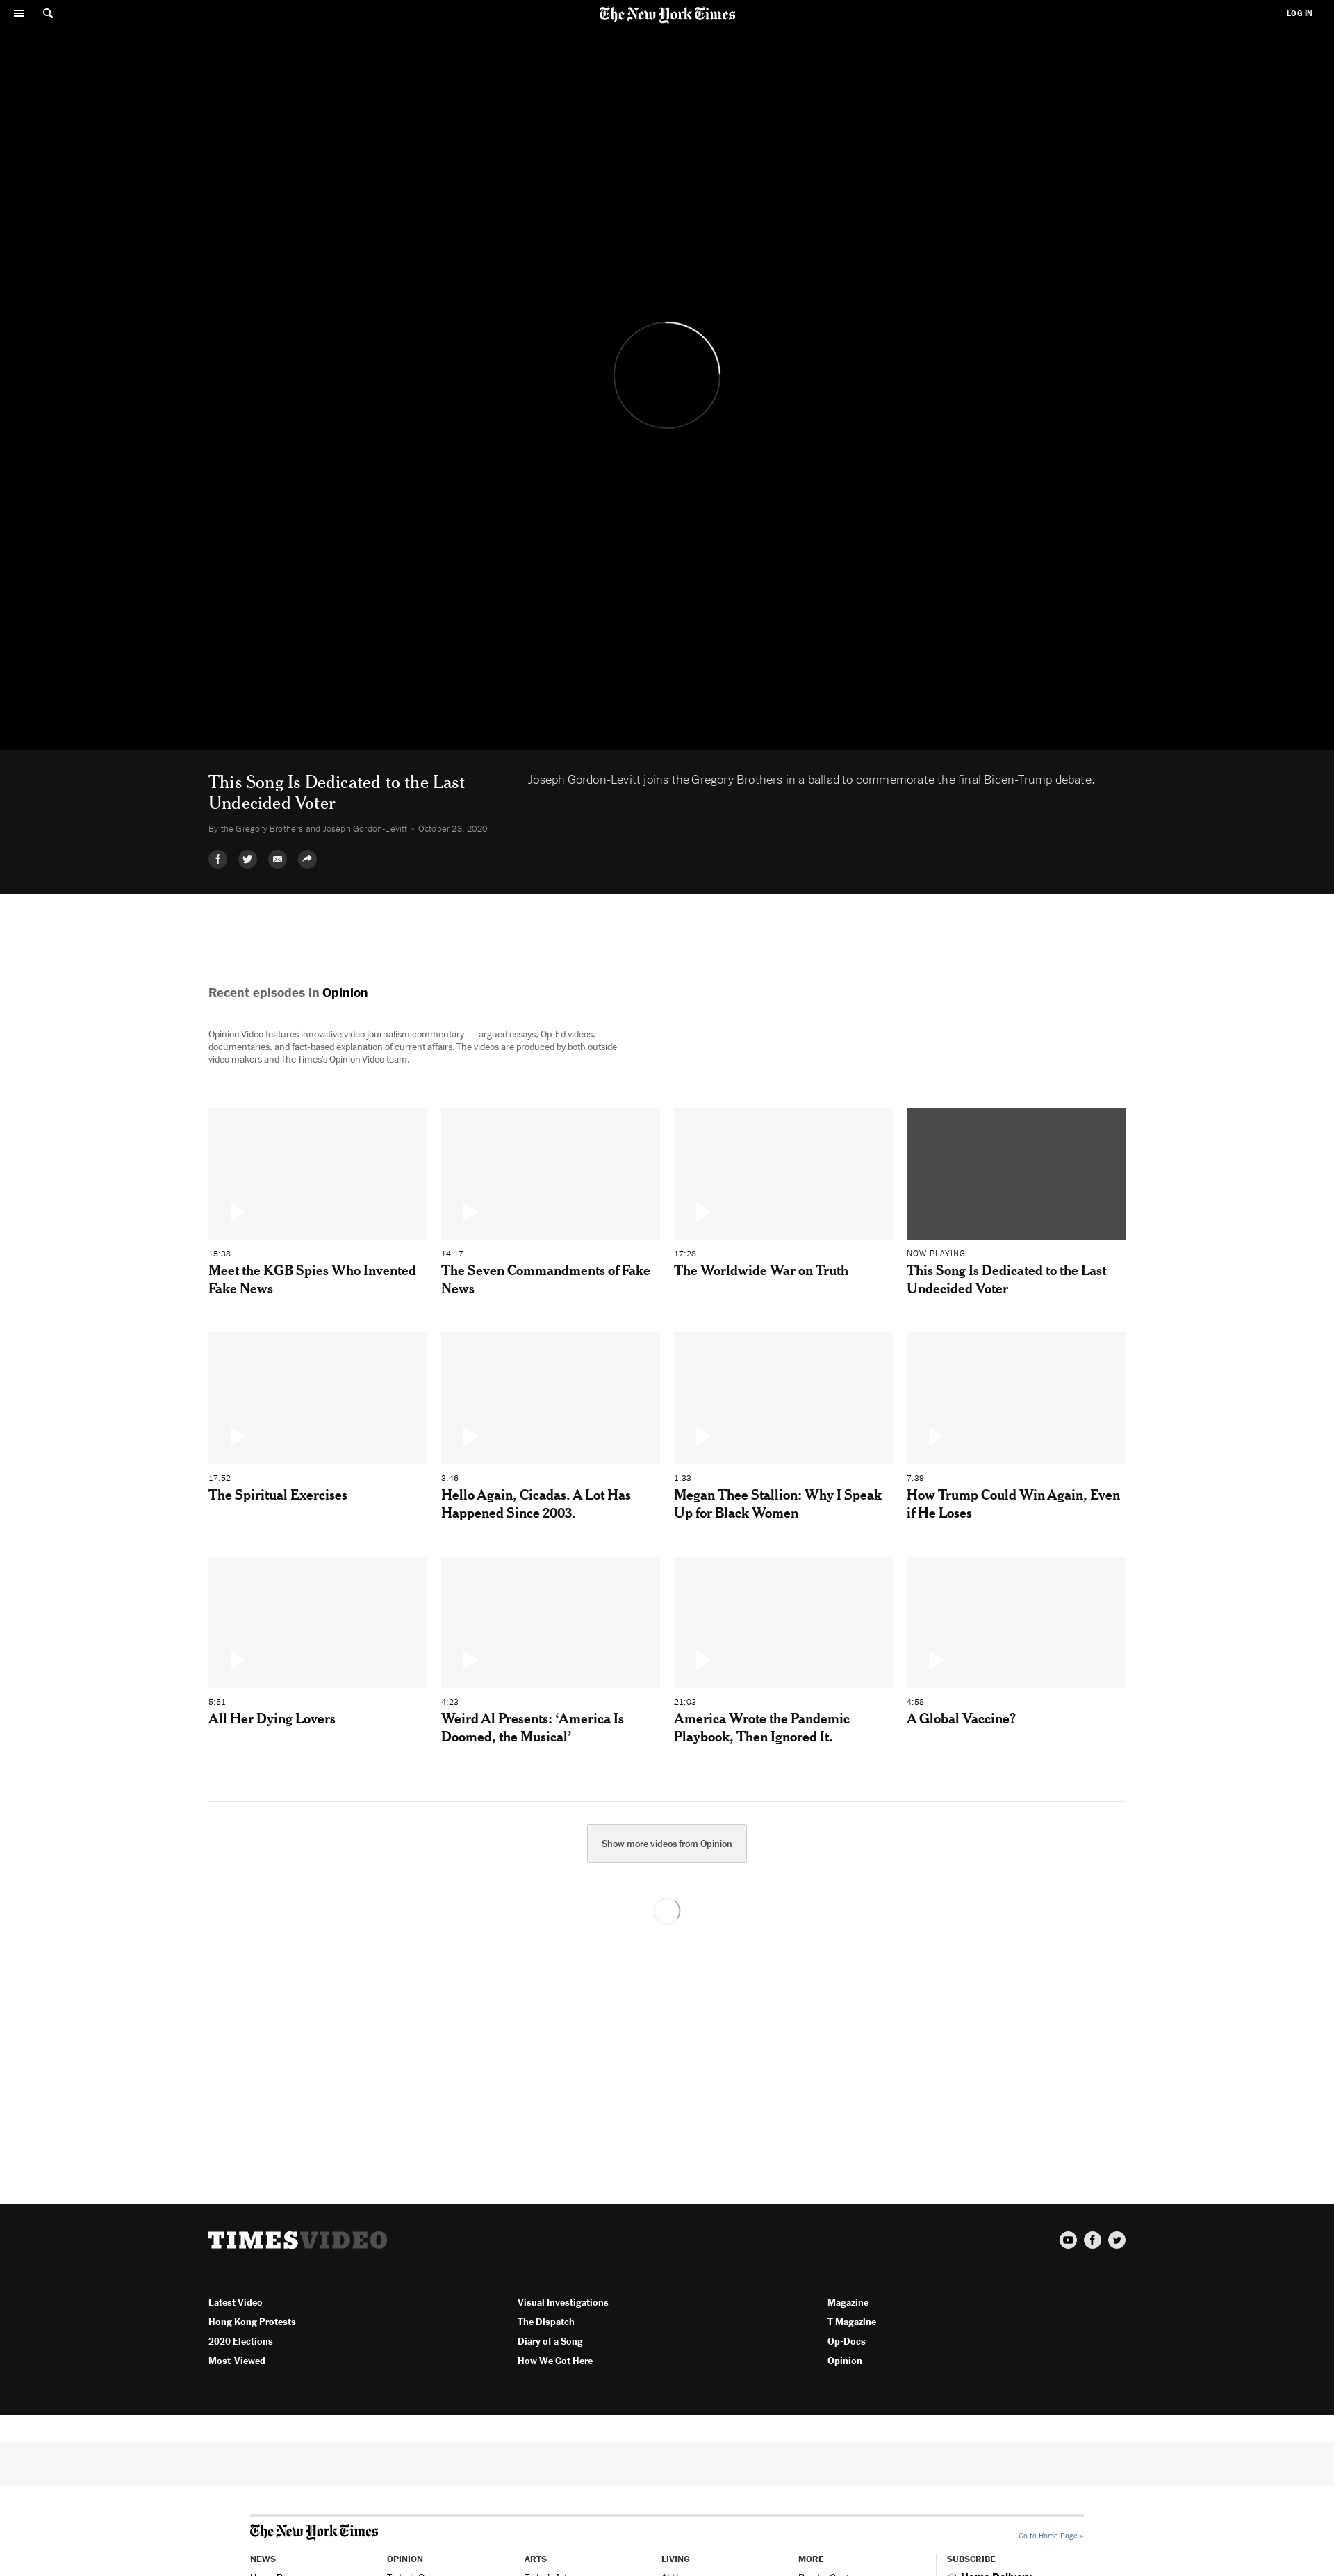 The New York Times
LOG IN
This Song Is Dedicated to the Last
Undecided Voter
By the Gregory Brothers and Joseph Gordon-Levitt • October 23, 2020
Joseph Gordon-Levitt joins the Gregory Brothers in a ballad to commemorate the final Biden-Trump debate.
Recent episodes in Opinion
Opinion Video features innovative video journalism commentary — argued essays, Op-Ed videos,
documentaries, and fact-based explanation of current affairs. The videos are produced by both outside
video makers and The Times's Opinion Video team.
15:38
Meet the KGB Spies Who Invented
Fake News
14:17
The Seven Commandments of Fake
News
17:28
The Worldwide War on Truth
NOW PLAYING
This Song Is Dedicated to the Last
Undecided Voter
17:52
The Spiritual Exercises
3:46
Hello Again, Cicadas. A Lot Has
Happened Since 2003.
1:33
Megan Thee Stallion: Why I Speak
Up for Black Women
7:39
How Trump Could Win Again, Even
if He Loses
5:51
All Her Dying Lovers
4:23
Weird Al Presents: ‘America Is
Doomed, the Musical’
21:03
America Wrote the Pandemic
Playbook, Then Ignored It.
4:58
A Global Vaccine?
Show more videos from Opinion
TIMESVIDEO
Latest Video
Hong Kong Protests
2020 Elections
Most-Viewed
Visual Investigations
The Dispatch
Diary of a Song
How We Got Here
Magazine
T Magazine
Op-Docs
Opinion
The New York Times
Go to Home Page »
NEWS
OPINION
ARTS
LIVING
MORE
SUBSCRIBE